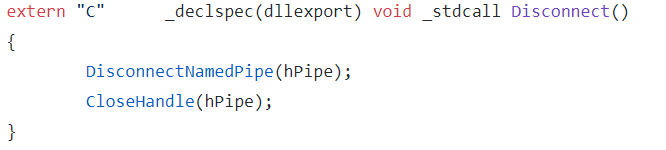 extern "C"      _declspec(dllexport) void _stdcall Disconnect()
{
        DisconnectNamedPipe(hPipe);
        CloseHandle(hPipe);
}